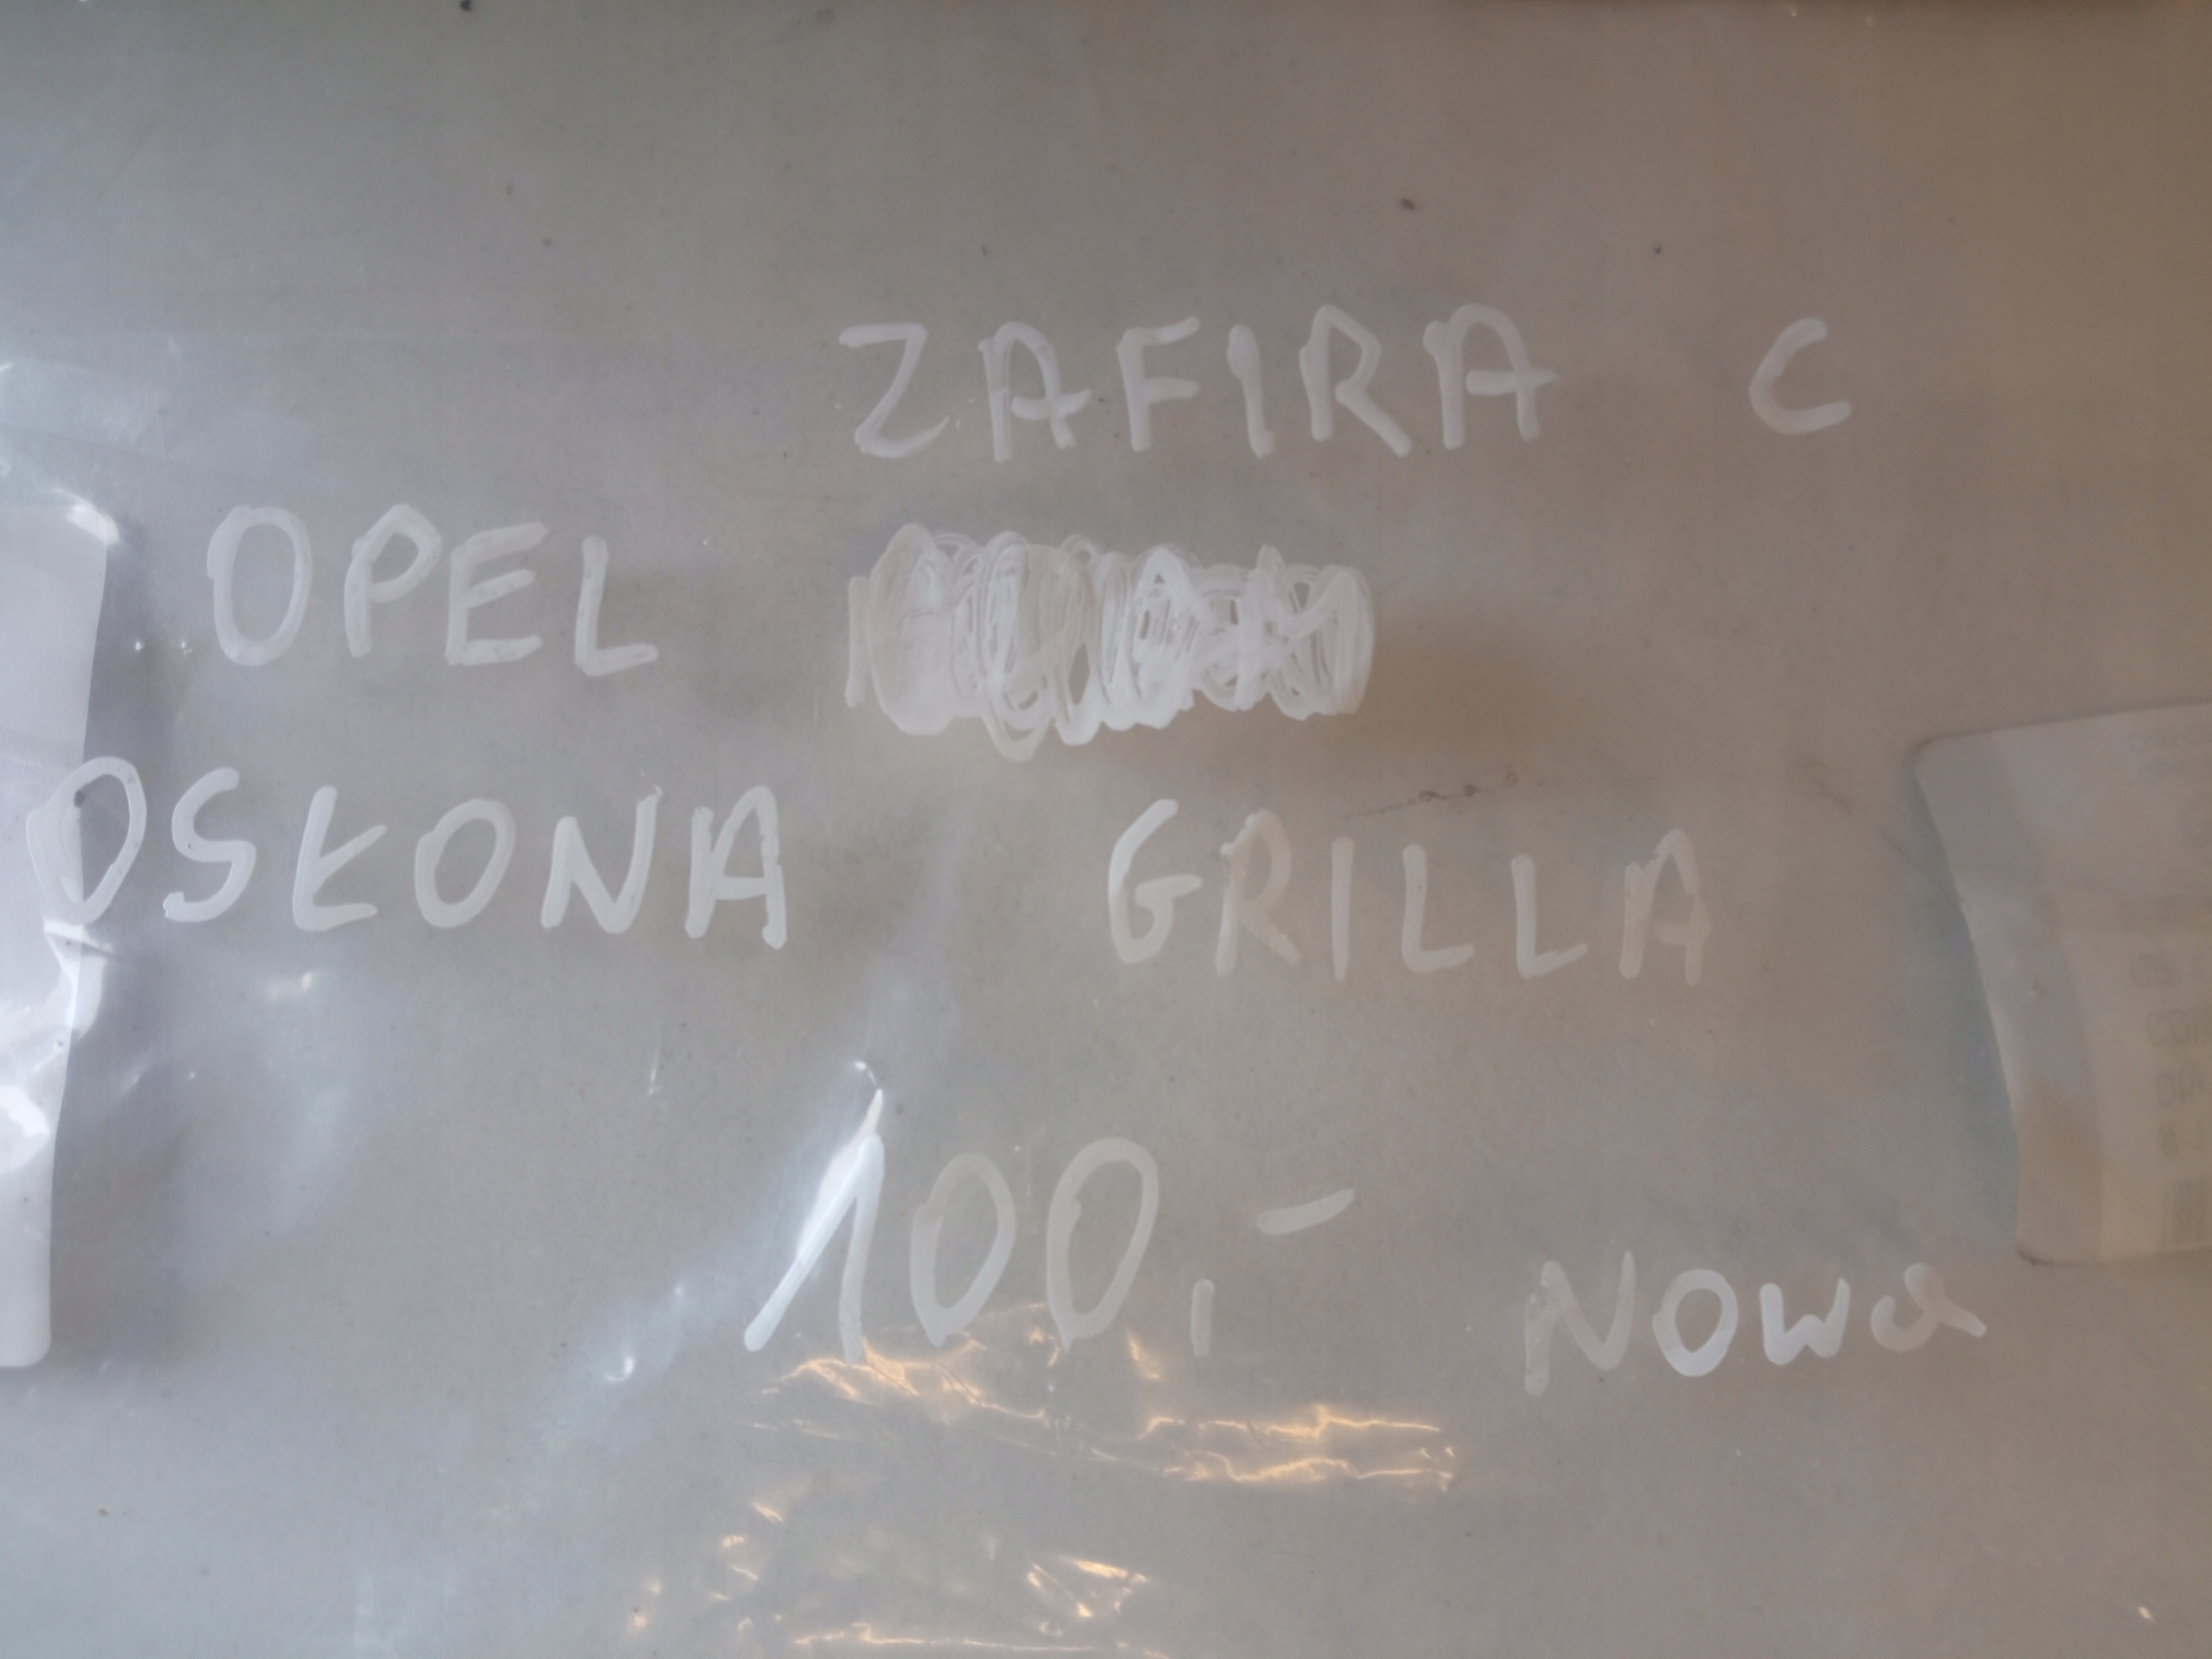 ZAFIRA C
OPEL
OSŁONA GRILLA
100,-
Nowa